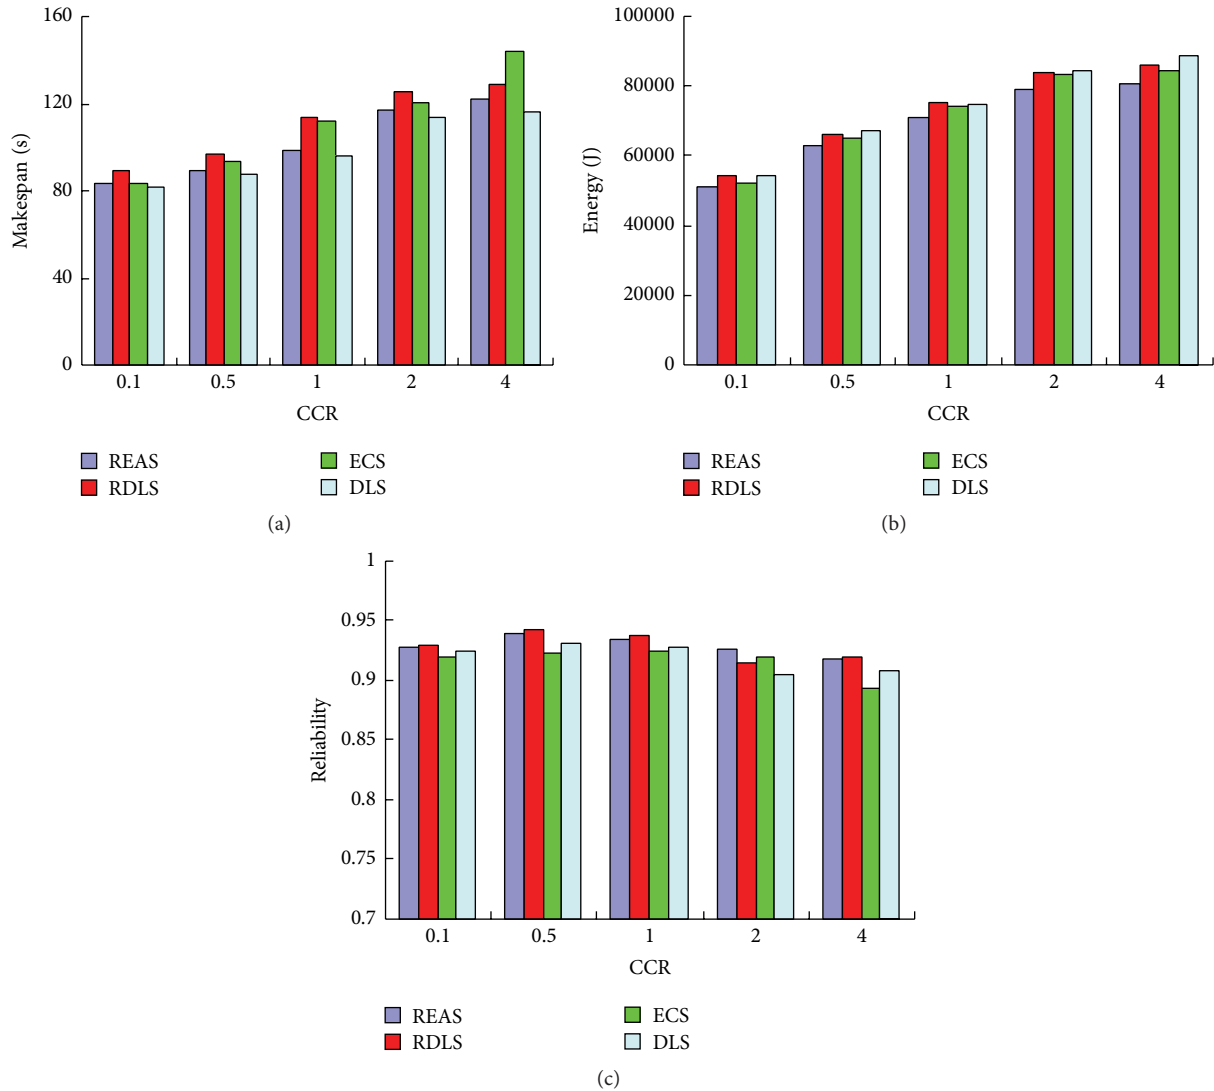 160
120
80
40
0
Makespan (s)
0.1 0.5 1 2 4
CCR
REAS ECS
RDLS DLS
(a)
100000
80000
60000
40000
20000
0
Energy (J)
0.1 0.5 1 2 4
CCR
REAS ECS
RDLS DLS
(b)
1
0.95
0.9
0.85
0.8
0.75
0.7
Reliability
0.1 0.5 1 2 4
CCR
REAS ECS
RDLS DLS
(c)